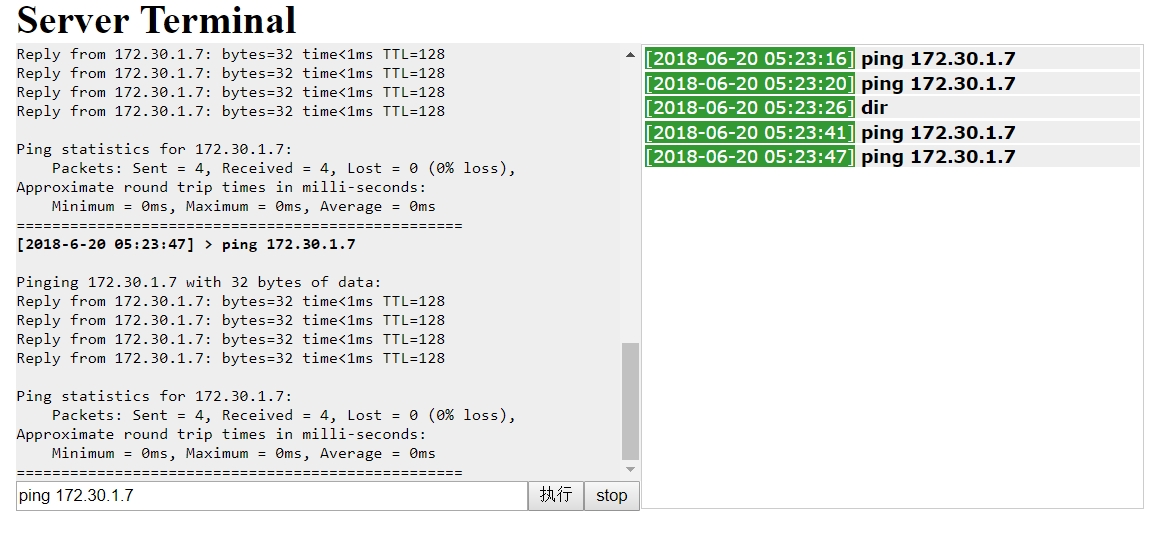 Server Terminal
Reply from 172.30.1.7: bytes=32 time<1ms TTL=128
Reply from 172.30.1.7: bytes=32 time<1ms TTL=128
Reply from 172.30.1.7: bytes=32 time<1ms TTL=128
Reply from 172.30.1.7: bytes=32 time<1ms TTL=128
Ping statistics for 172.30.1.7:
    Packets: Sent = 4, Received = 4, Lost = 0 (0% loss),
Approximate round trip times in milli-seconds:
    Minimum = 0ms, Maximum = 0ms, Average = 0ms
==================================================
[2018-6-20 05:23:47] > ping 172.30.1.7
Pinging 172.30.1.7 with 32 bytes of data:
Reply from 172.30.1.7: bytes=32 time<1ms TTL=128
Reply from 172.30.1.7: bytes=32 time<1ms TTL=128
Reply from 172.30.1.7: bytes=32 time<1ms TTL=128
Reply from 172.30.1.7: bytes=32 time<1ms TTL=128
Ping statistics for 172.30.1.7:
    Packets: Sent = 4, Received = 4, Lost = 0 (0% loss),
Approximate round trip times in milli-seconds:
    Minimum = 0ms, Maximum = 0ms, Average = 0ms
==================================================
ping 172.30.1.7 执行 stop
[2018-06-20 05:23:16] ping 172.30.1.7
[2018-06-20 05:23:20] ping 172.30.1.7
[2018-06-20 05:23:26] dir
[2018-06-20 05:23:41] ping 172.30.1.7
[2018-06-20 05:23:47] ping 172.30.1.7